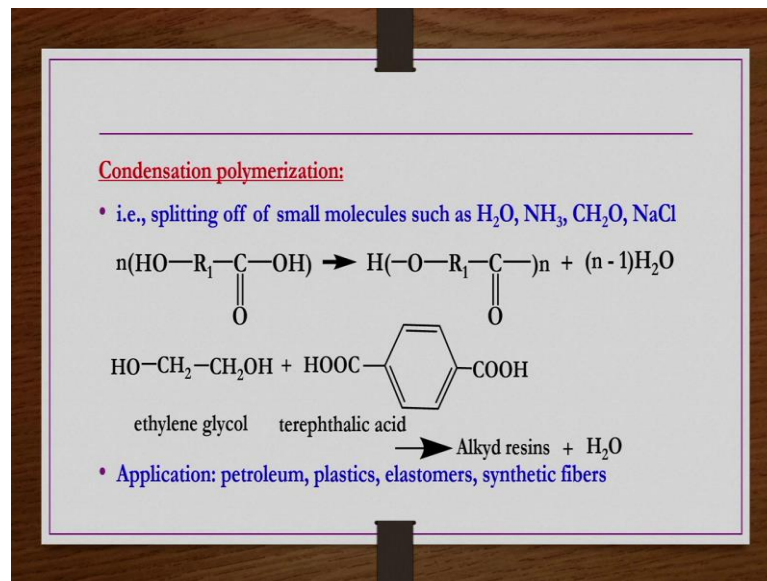 Condensation polymerization:
• i.e., splitting off of small molecules such as H₂O, NH₃, CH₂O, NaCl
n(HO—R₁—C—OH) → H(—O—R₁—C—)n + (n - 1)H₂O
O O
HO—CH₂—CH₂OH + HOOC— —COOH
ethylene glycol terephthalic acid
→ Alkyd resins + H₂O
• Application: petroleum, plastics, elastomers, synthetic fibers